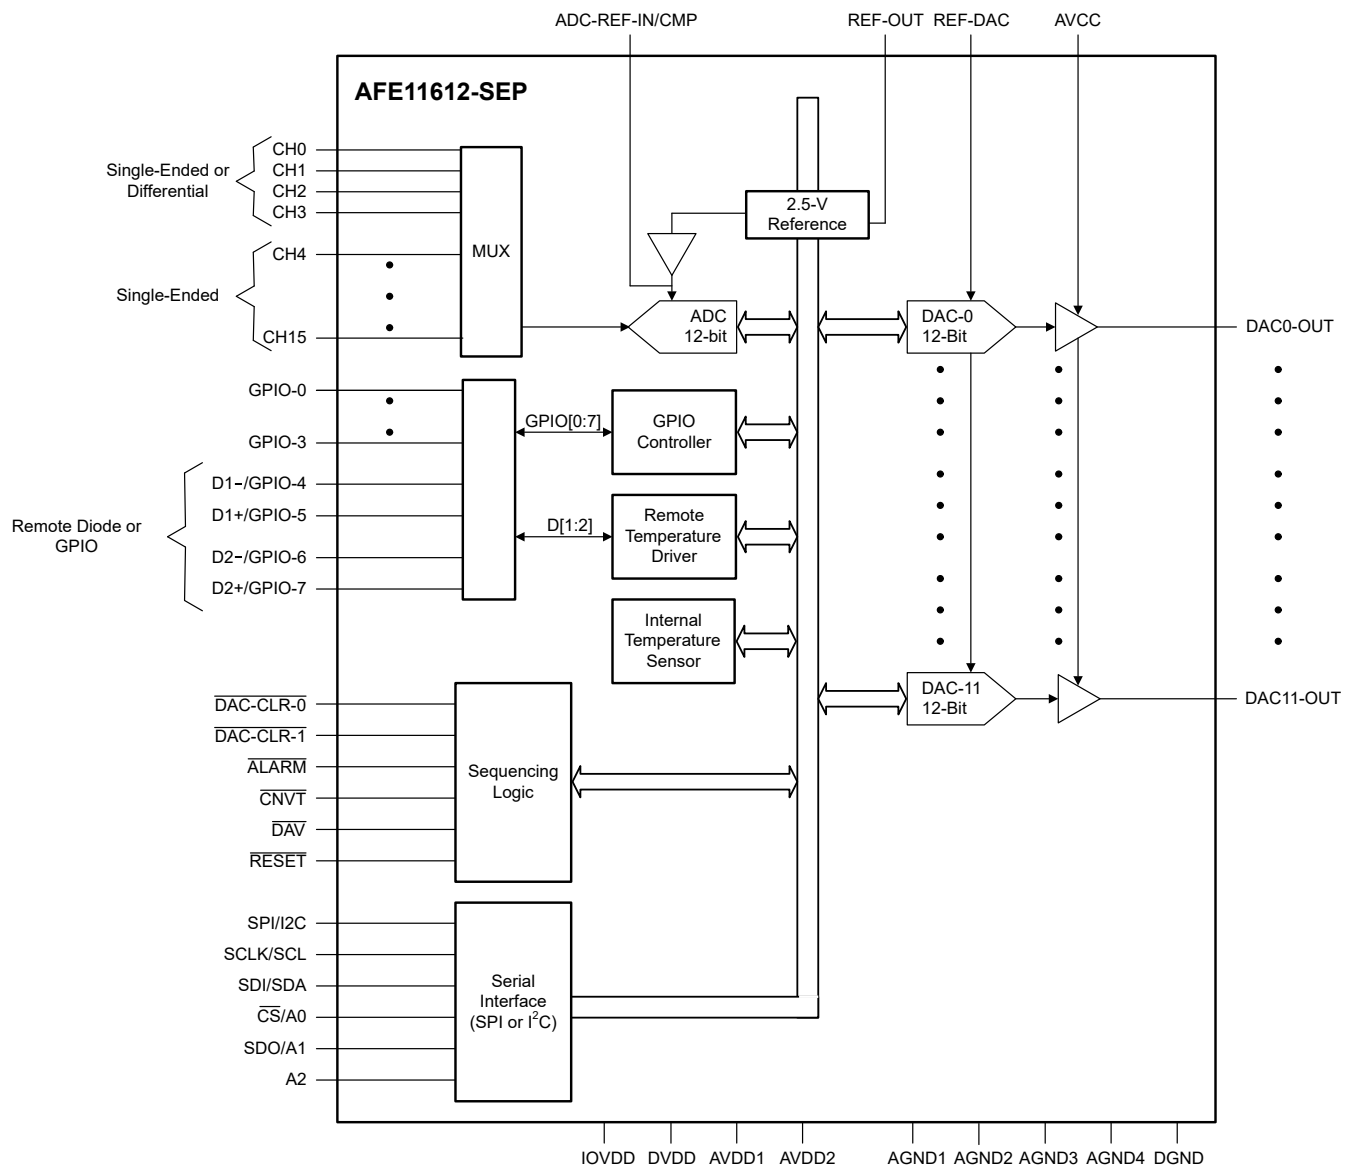 ADC-REF-IN/CMP
REF-OUT
REF-DAC
AVCC
AFE11612-SEP
Single-Ended or
Differential
CH0
CH1
CH2
CH3
Single-Ended
CH4
CH15
MUX
2.5-V
Reference
ADC
12-bit
DAC-0
12-Bit
DAC0-OUT
GPIO-0
GPIO-3
Remote Diode or
GPIO
D1−/GPIO-4
D1+/GPIO-5
D2−/GPIO-6
D2+/GPIO-7
GPIO[0:7]
D[1:2]
GPIO
Controller
Remote
Temperature
Driver
Internal
Temperature
Sensor
DAC-11
12-Bit
DAC11-OUT
DAC-CLR-0
DAC-CLR-1
ALARM
CNVT
DAV
RESET
Sequencing
Logic
SPI/I2C
SCLK/SCL
SDI/SDA
CS/A0
SDO/A1
A2
Serial
Interface
(SPI or I²C)
IOVDD
DVDD
AVDD1
AVDD2
AGND1
AGND2
AGND3
AGND4
DGND